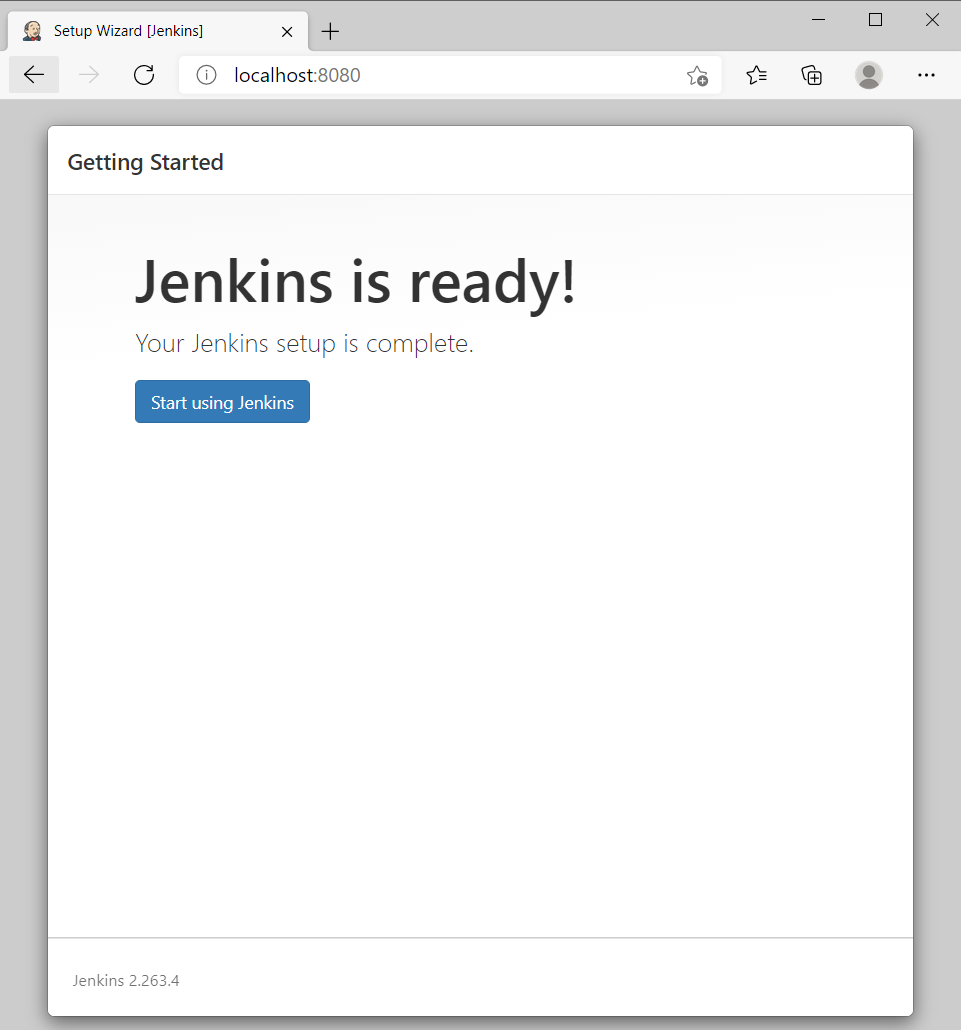 Setup Wizard [Jenkins]
localhost:8080
Getting Started
Jenkins is ready!
Your Jenkins setup is complete.
Start using Jenkins
Jenkins 2.263.4